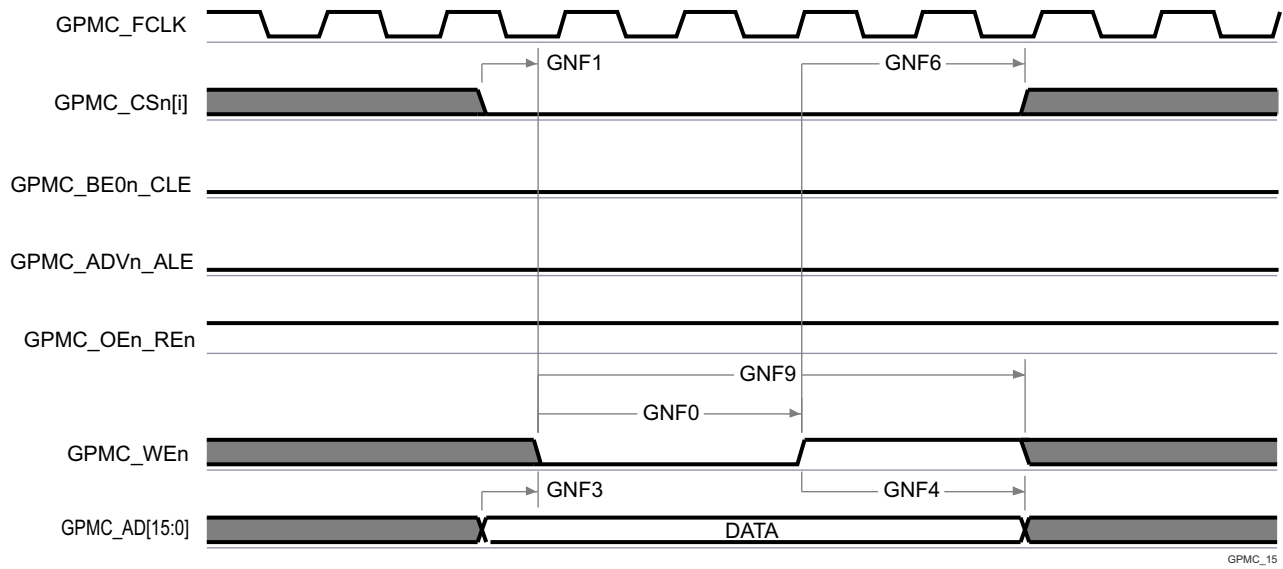 GPMC_FCLK
GNF1
GNF6
GPMC_CSn[i]
GPMC_BE0n_CLE
GPMC_ADVn_ALE
GPMC_OEn_REn
GNF9
GNF0
GPMC_WEn
GNF3
GNF4
GPMC_AD[15:0]
DATA
GPMC_15